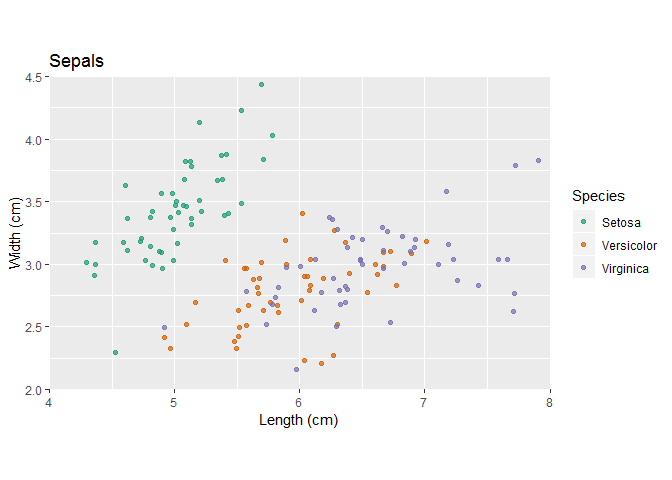 Sepals
4.5
4.0
3.5
3.0
2.5
2.0
Width (cm)
4
5
6
7
8
Length (cm)
Species
Setosa
Versicolor
Virginica